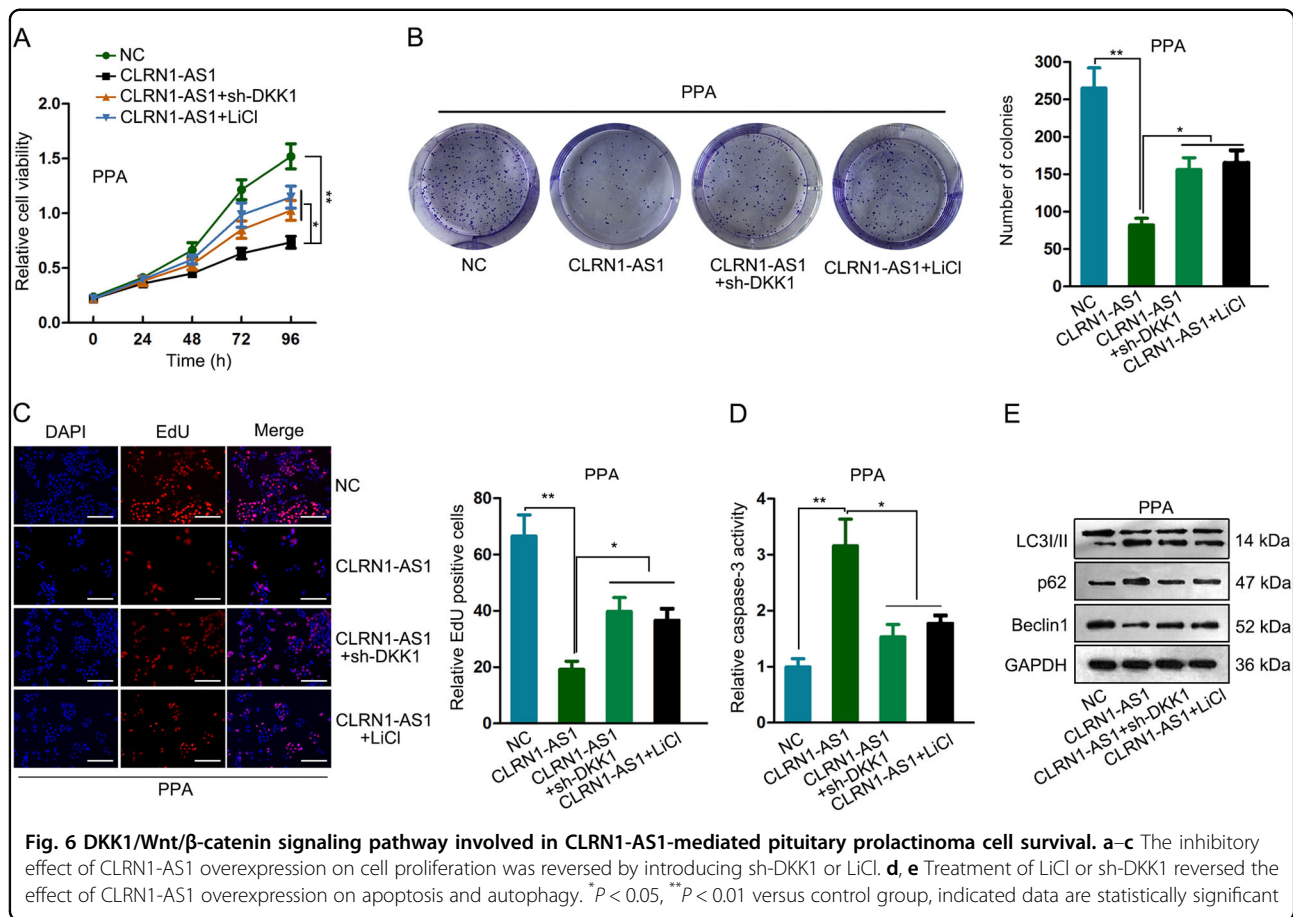 A
NC
CLRN1-AS1
CLRN1-AS1+sh-DKK1
CLRN1-AS1+LiCl
Relative cell viability
2.0
1.5
1.0
0.5
0.0
PPA
**
*
0 24 48 72 96
Time (h)
B
PPA
NC
CLRN1-AS1
CLRN1-AS1
+sh-DKK1
CLRN1-AS1+LiCl
PPA
Number of colonies
300
250
200
150
100
50
0
**
*
NC
CLRN1-AS1
CLRN1-AS1
+sh-DKK1
CLRN1-AS1+LiCl
C
DAPI EdU Merge
NC
CLRN1-AS1
CLRN1-AS1
+sh-DKK1
CLRN1-AS1
+LiCl
PPA
PPA
Relative EdU positive cells
80
60
40
20
0
**
*
NC
CLRN1-AS1
CLRN1-AS1
+sh-DKK1
CLRN1-AS1+LiCl
D
PPA
Relative caspase-3 activity
4
3
2
1
0
**
*
NC
CLRN1-AS1
CLRN1-AS1
+sh-DKK1
CLRN1-AS1+LiCl
E
PPA
LC3I/II 14 kDa
p62 47 kDa
Beclin1 52 kDa
GAPDH 36 kDa
NC
CLRN1-AS1
CLRN1-AS1+sh-DKK1
CLRN1-AS1+LiCl
Fig. 6 DKK1/Wnt/β-catenin signaling pathway involved in CLRN1-AS1-mediated pituitary prolactinoma cell survival. a–c The inhibitory
effect of CLRN1-AS1 overexpression on cell proliferation was reversed by introducing sh-DKK1 or LiCl. d, e Treatment of LiCl or sh-DKK1 reversed the
effect of CLRN1-AS1 overexpression on apoptosis and autophagy. *P < 0.05, **P < 0.01 versus control group, indicated data are statistically significant